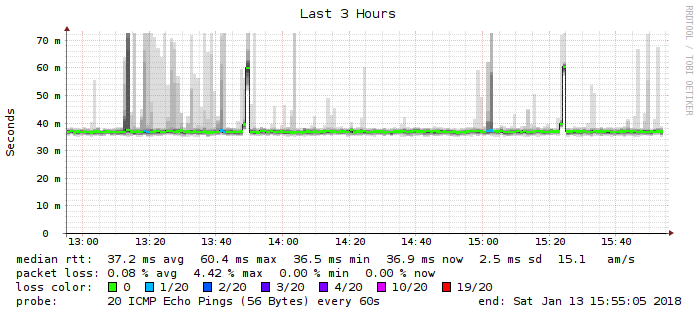 Last 3 Hours
RRDTOOL / TOBI OETIKER
Seconds
70 m
60 m
50 m
40 m
30 m
20 m
10 m
0
13:00 13:20 13:40 14:00 14:20 14:40 15:00 15:20 15:40
median rtt: 37.2 ms avg 60.4 ms max 36.5 ms min 36.9 ms now 2.5 ms sd 15.1 am/s
packet loss: 0.08 % avg 4.42 % max 0.00 % min 0.00 % now
loss color: 0 1/20 2/20 3/20 4/20 10/20 19/20
probe: 20 ICMP Echo Pings (56 Bytes) every 60s end: Sat Jan 13 15:55:05 2018